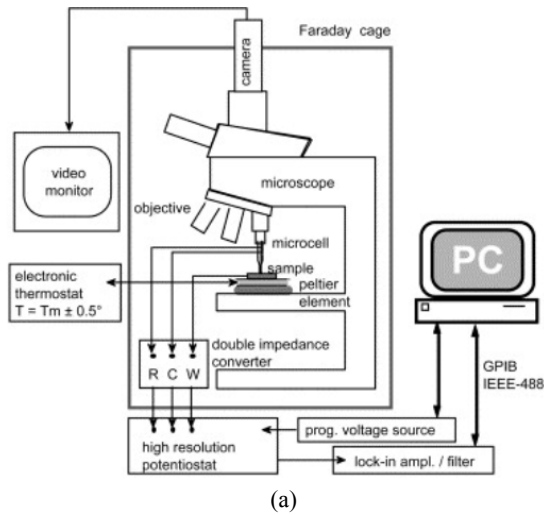 Faraday cage
camera
video
monitor
microscope
objective
microcell
sample
electronic
thermostat
T = Tm ± 0.5°
peltier
element
PC
double impedance
converter
R C W
GPIB
IEEE-488
prog. voltage source
high resolution
potentiostat
lock-in ampl. / filter
(a)